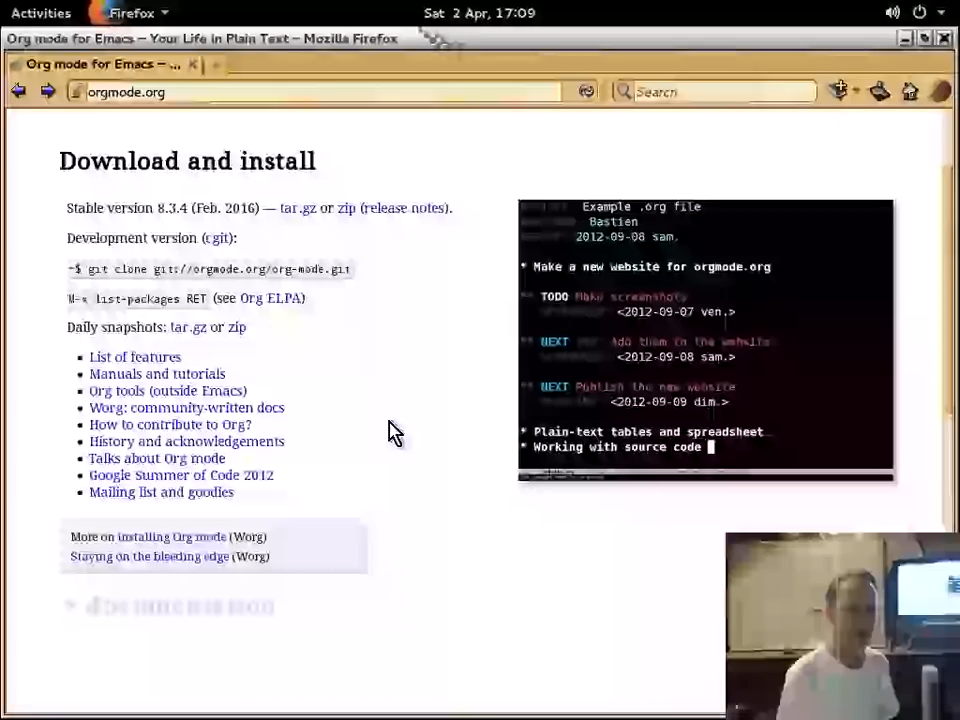 Activities Firefox Sat 2 Apr, 17:09
Org mode for Emacs – Your Life in Plain Text – Mozilla Firefox
Org mode for Emacs – ...
orgmode.org Search
Download and install
Stable version 8.3.4 (Feb. 2016) — tar.gz or zip (release notes).
Development version (cgit):
~$ git clone git://orgmode.org/org-mode.git
M-x list-packages RET (see Org ELPA)
Daily snapshots: tar.gz or zip
List of features
Manuals and tutorials
Org tools (outside Emacs)
Worg: community-written docs
How to contribute to Org?
History and acknowledgements
Talks about Org mode
Google Summer of Code 2012
Mailing list and goodies
More on installing Org mode (Worg)
Staying on the bleeding edge (Worg)
Documentation
Example .org file
Bastien
2012-09-08 sam.
* Make a new website for orgmode.org
** TODO Make screenshots
<2012-09-07 ven.>
** NEXT Add them to the website
<2012-09-08 sam.>
** NEXT Publish the new website
<2012-09-09 dim.>
* Plain-text tables and spreadsheet
* Working with source code